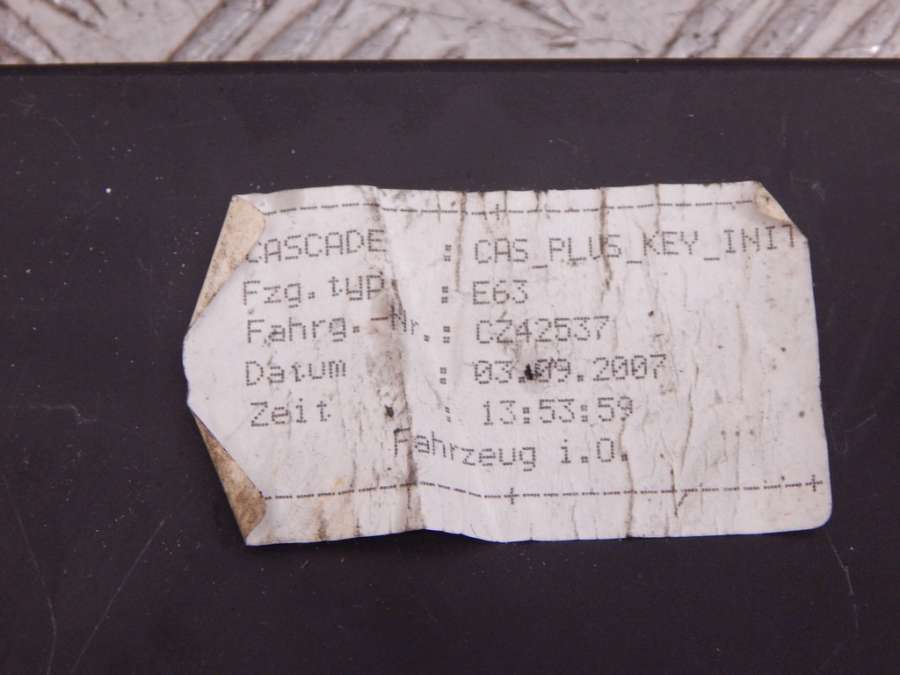 CASCADE : CAS_PLUS_KEY_INIT
Fzg.typ : E63
Fahrg.-Nr.: CZ42537
Datum : 03.09.2007
Zeit : 13:53:59
Fahrzeug i.O.